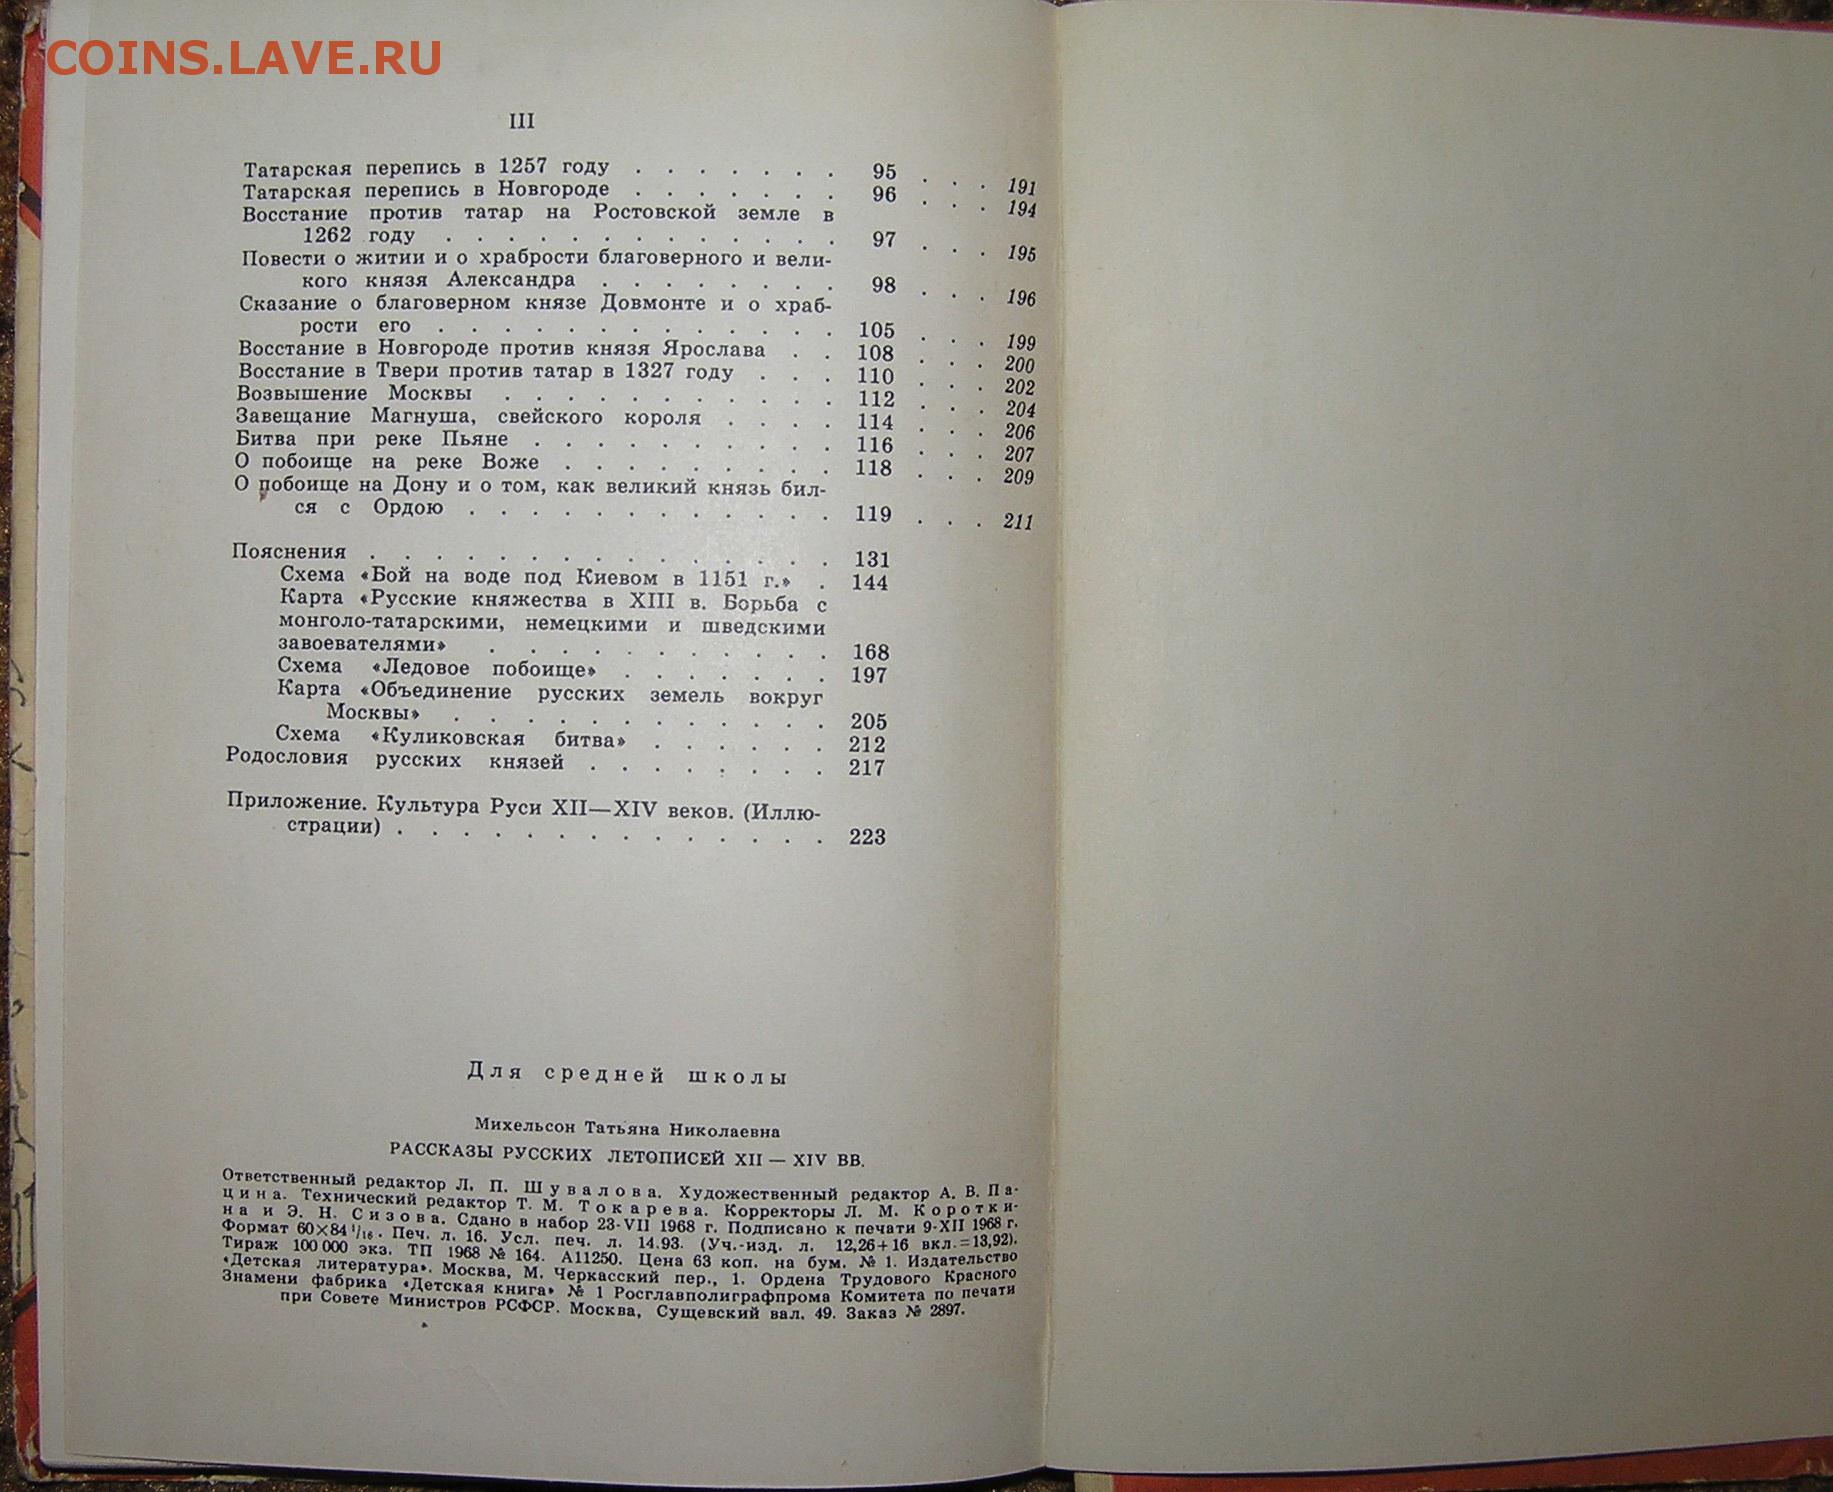 COINS.LAVE.RU
III
Татарская перепись в 1257 году . . . . . . . 95 . . . 191
Татарская перепись в Новгороде . . . . . . . 96 . . . 194
Восстание против татар на Ростовской земле в
1262 году . . . . . . . . . . . . . 97 . . . 195
Повести о житии и о храбрости благоверного и вели-
кого князя Александра . . . . . . . . 98 . . . 196
Сказание о благоверном князе Довмонте и о храб-
рости его . . . . . . . . . . . . . 105 . . . 199
Восстание в Новгороде против князя Ярослава . . 108 . . . 200
Восстание в Твери против татар в 1327 году . . . 110 . . . 202
Возвышение Москвы . . . . . . . . . . . 112 . . . 204
Завещание Магнуша, свейского короля . . . . 114 . . . 206
Битва при реке Пьяне . . . . . . . . . . 116 . . . 207
О побоище на реке Воже . . . . . . . . . 118 . . . 209
О побоище на Дону и о том, как великий князь бил-
ся с Ордою . . . . . . . . . . . . 119 . . . 211
Пояснения . . . . . . . . . . . . . . . 131
Схема «Бой на воде под Киевом в 1151 г.» . 144
Карта «Русские княжества в XIII в. Борьба с
монголо-татарскими, немецкими и шведскими
завоевателями» . . . . . . . . . . . 168
Схема «Ледовое побоище» . . . . . . . 197
Карта «Объединение русских земель вокруг
Москвы» . . . . . . . . . . . . 205
Схема «Куликовская битва» . . . . . . 212
Родословия русских князей . . . . . . . . 217
Приложение. Культура Руси XII—XIV веков. (Иллю-
страции) . . . . . . . . . . . . . . 223
Для средней школы
Михельсон Татьяна Николаевна
РАССКАЗЫ РУССКИХ ЛЕТОПИСЕЙ XII — XIV ВВ.
Ответственный редактор Л. П. Шувалова. Художественный редактор А. В. Па-
цина. Технический редактор Т. М. Токарева. Корректоры Л. М. Коротки-
на и Э. Н. Сизова. Сдано в набор 23-VII 1968 г. Подписано к печати 9-XII 1968 г.
Формат 60×84 1/16. Печ. л. 16. Усл. печ. л. 14.93. (Уч.-изд. л. 12,26+16 вкл.=13,92).
Тираж 100 000 экз. ТП 1968 № 164. А11250. Цена 63 коп. на бум. № 1. Издательство
«Детская литература». Москва, М. Черкасский пер., 1. Ордена Трудового Красного
Знамени фабрика «Детская книга» № 1 Росглавполиграфпрома Комитета по печати
при Совете Министров РСФСР. Москва, Сущевский вал, 49. Заказ № 2897.